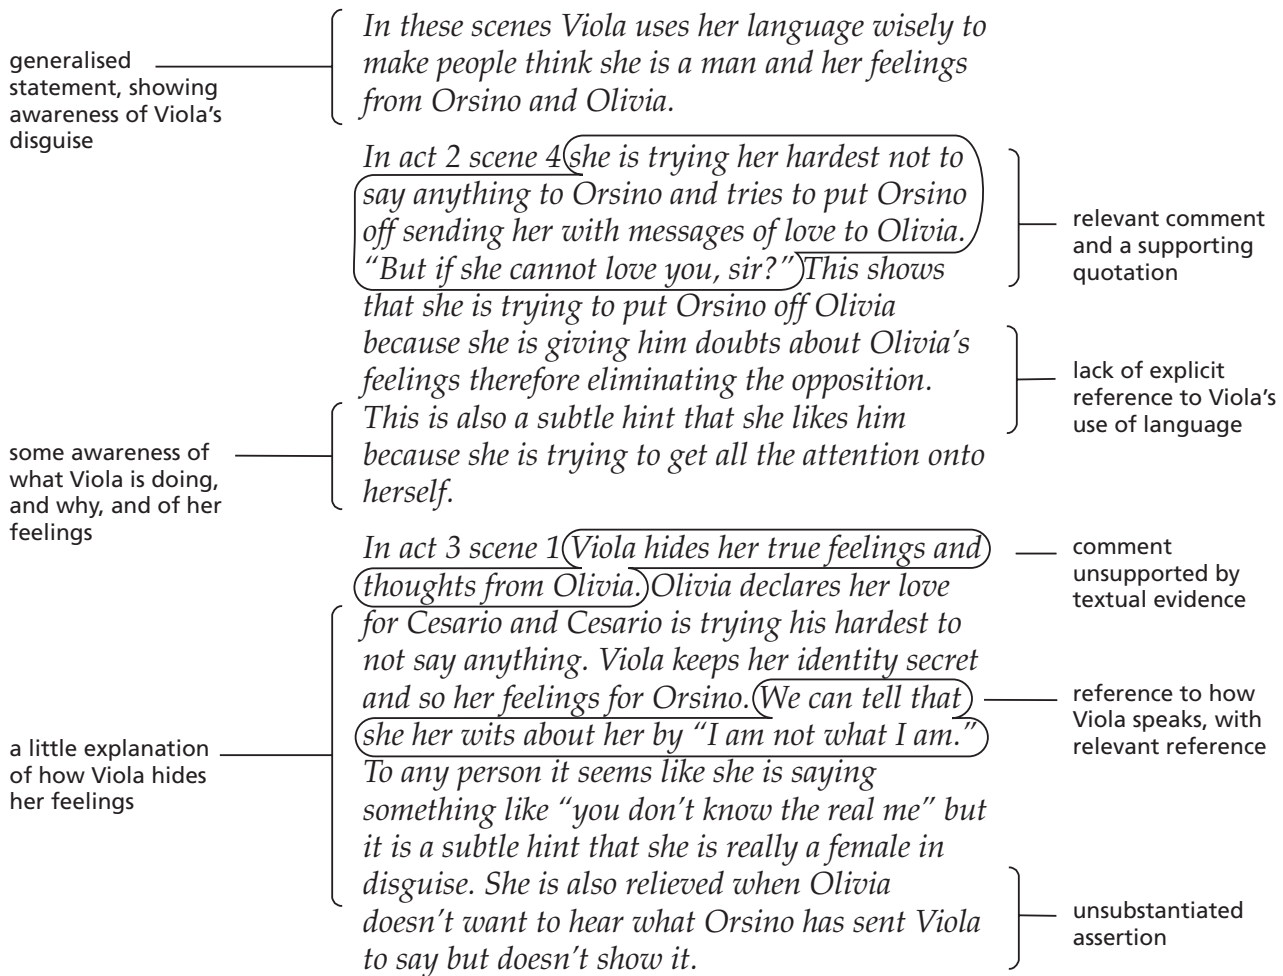 generalised
statement, showing
awareness of Viola's
disguise
In these scenes Viola uses her language wisely to
make people think she is a man and her feelings
from Orsino and Olivia.
In act 2 scene 4 she is trying her hardest not to
say anything to Orsino and tries to put Orsino
off sending her with messages of love to Olivia.
“But if she cannot love you, sir?” This shows
that she is trying to put Orsino off Olivia
because she is giving him doubts about Olivia's
feelings therefore eliminating the opposition.
This is also a subtle hint that she likes him
because she is trying to get all the attention onto
herself.
relevant comment
and a supporting
quotation
lack of explicit
reference to Viola's
use of language
some awareness of
what Viola is doing,
and why, and of her
feelings
In act 3 scene 1 Viola hides her true feelings and
thoughts from Olivia. Olivia declares her love
for Cesario and Cesario is trying his hardest to
not say anything. Viola keeps her identity secret
and so her feelings for Orsino. We can tell that
she her wits about her by “I am not what I am.”
To any person it seems like she is saying
something like “you don't know the real me” but
it is a subtle hint that she is really a female in
disguise. She is also relieved when Olivia
doesn't want to hear what Orsino has sent Viola
to say but doesn't show it.
comment
unsupported by
textual evidence
reference to how
Viola speaks, with
relevant reference
a little explanation
of how Viola hides
her feelings
unsubstantiated
assertion